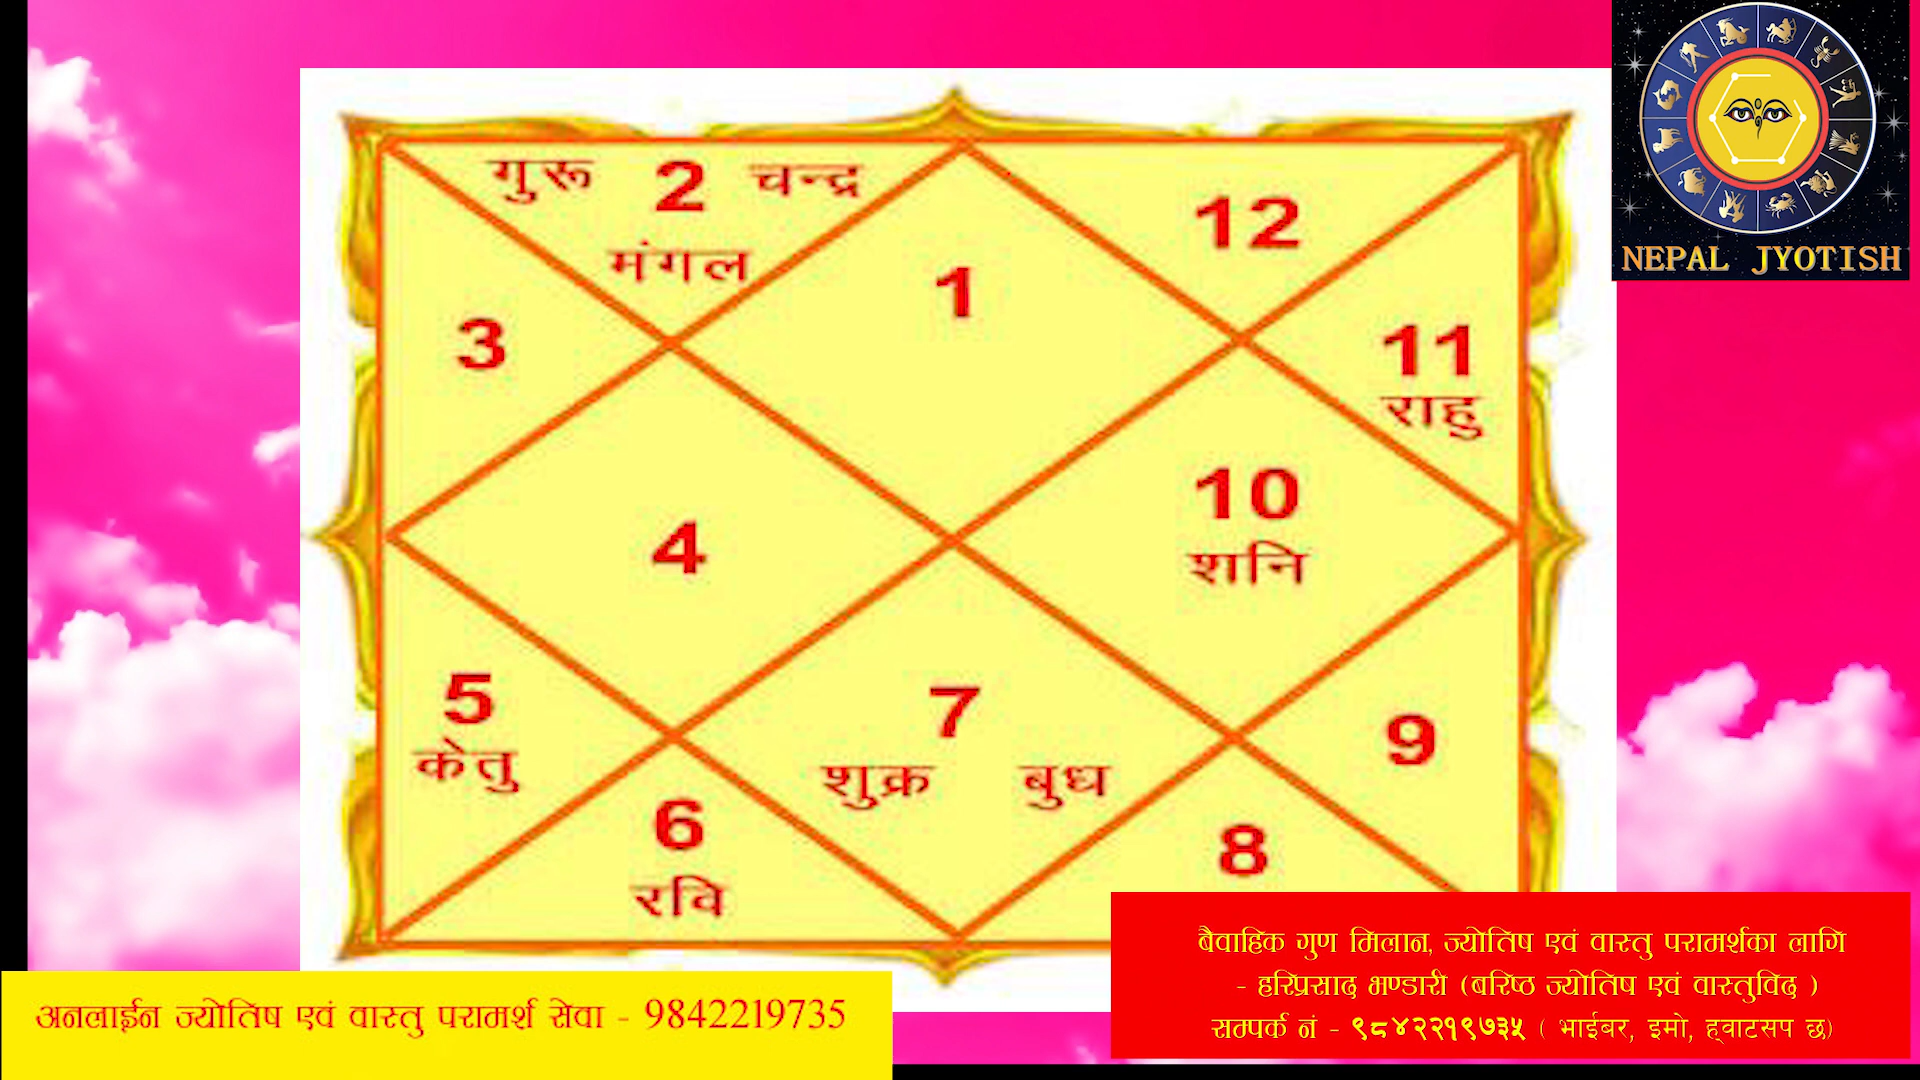 NEPAL JYOTISH
गुरू 2 चन्द्र
मंगल
12
1
3
11
राहु
10
शनि
4
5
केतु
7
शुक्र बुध
9
6
रवि
8
बैवाहिक गुण मिलान, ज्योतिष एवं वास्तु परामर्शका लागि
- हरिप्रसाद भण्डारी (बरिष्ठ ज्योतिष एवं वास्तुविद )
सम्पर्क नं - ९८४२२१९७३५ ( भाईबर, इमो, ह्वाटसप छ)
अनलाईन ज्योतिष एवं वास्तु परामर्श सेवा - 9842219735